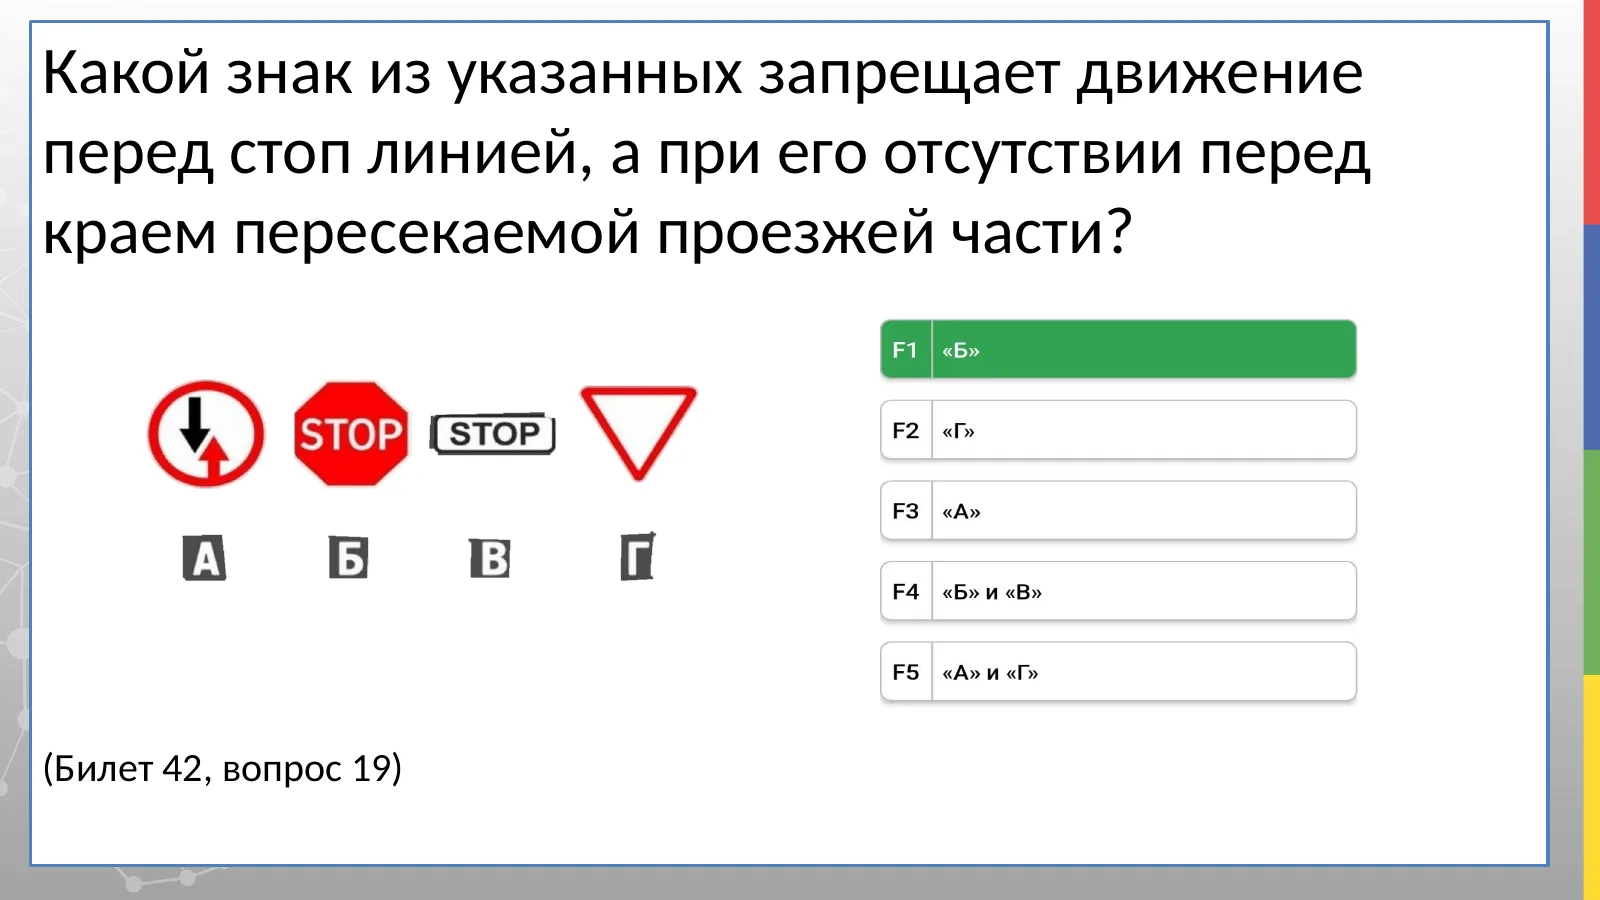 Какой знак из указанных запрещает движение
перед стоп линией, а при его отсутствии перед
краем пересекаемой проезжей части?
STOP
STOP
А
Б
В
Г
F1 «Б»
F2 «Г»
F3 «А»
F4 «Б» и «В»
F5 «А» и «Г»
(Билет 42, вопрос 19)